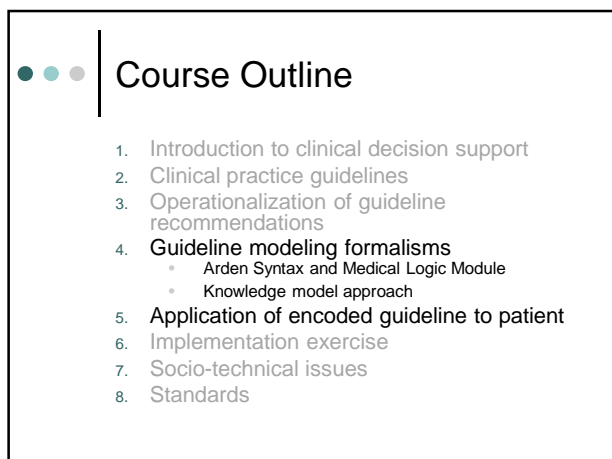 Course Outline
1. Introduction to clinical decision support
2. Clinical practice guidelines
3. Operationalization of guideline
recommendations
4. Guideline modeling formalisms
• Arden Syntax and Medical Logic Module
• Knowledge model approach
5. Application of encoded guideline to patient
6. Implementation exercise
7. Socio-technical issues
8. Standards